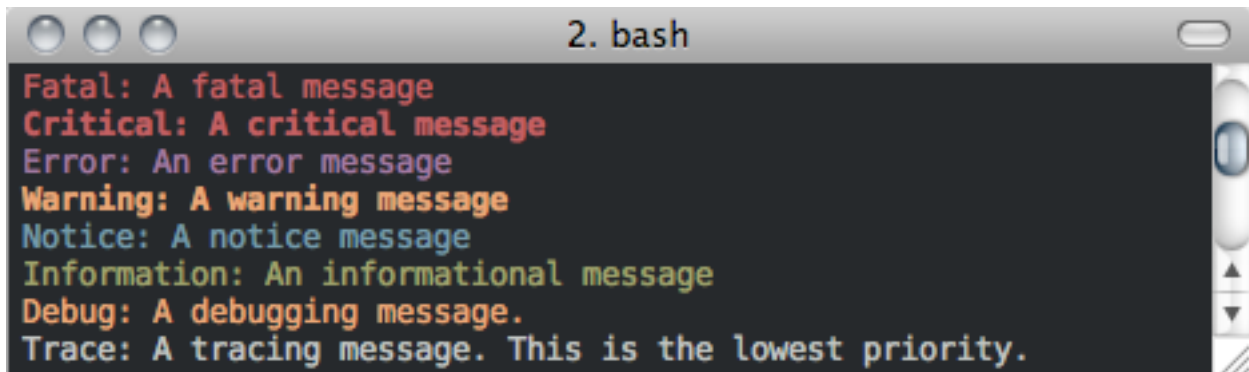 2. bash
Fatal: A fatal message
Critical: A critical message
Error: An error message
Warning: A warning message
Notice: A notice message
Information: An informational message
Debug: A debugging message.
Trace: A tracing message. This is the lowest priority.